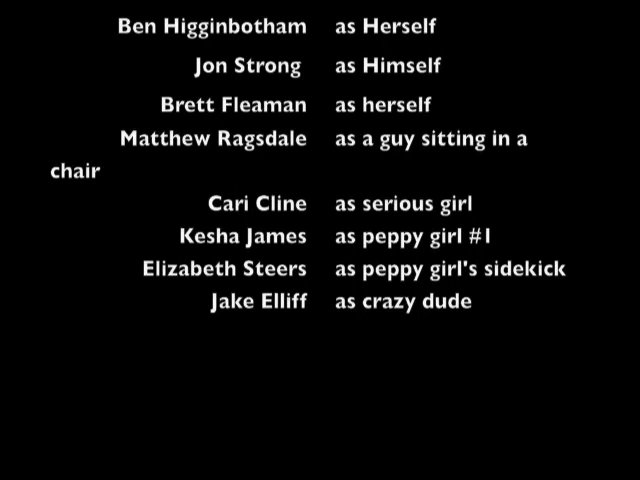 Ben Higginbotham as Herself
Jon Strong as Himself
Brett Fleaman as herself
Matthew Ragsdale as a guy sitting in a
chair
Cari Cline as serious girl
Kesha James as peppy girl #1
Elizabeth Steers as peppy girl's sidekick
Jake Elliff as crazy dude